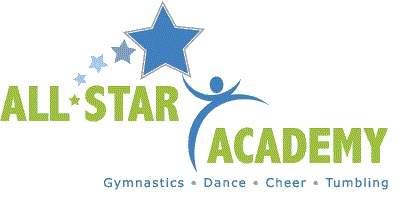 ALL STAR
ACADEMY
Gymnastics • Dance • Cheer • Tumbling